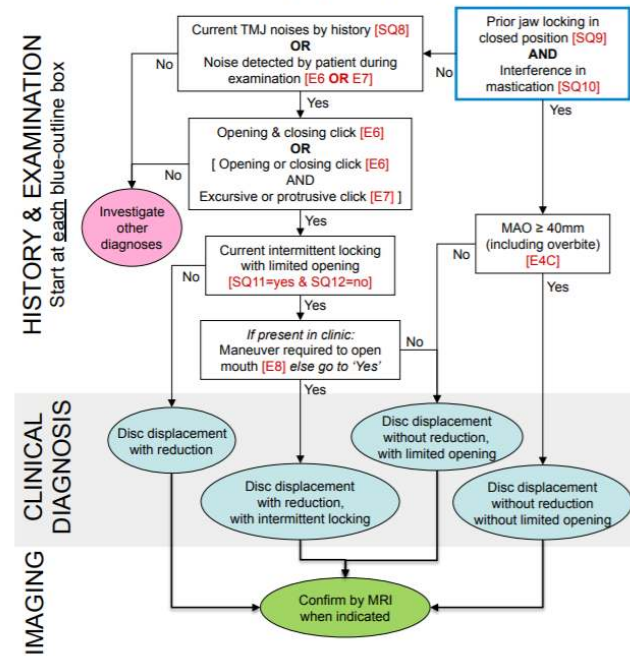 HISTORY & EXAMINATION
Start at each blue-outline box
Current TMJ noises by history [SQ8]
OR
Noise detected by patient during
examination [E6 OR E7]
Prior jaw locking in
closed position [SQ9]
AND
Interference in
mastication [SQ10]
No
No
Yes
Yes
Opening & closing click [E6]
OR
[ Opening or closing click [E6]
AND
Excursive or protrusive click [E7] ]
No
Yes
Investigate
other
diagnoses
MAO ≥ 40mm
(including overbite)
[E4C]
No
Yes
Current intermittent locking
with limited opening
[SQ11=yes & SQ12=no]
No
Yes
If present in clinic:
Maneuver required to open
mouth [E8] else go to ‘Yes’
No
Yes
CLINICAL
DIAGNOSIS
Disc displacement
with reduction
Disc displacement
with reduction,
with intermittent locking
Disc displacement
without reduction,
with limited opening
Disc displacement
without reduction
without limited opening
IMAGING
Confirm by MRI
when indicated